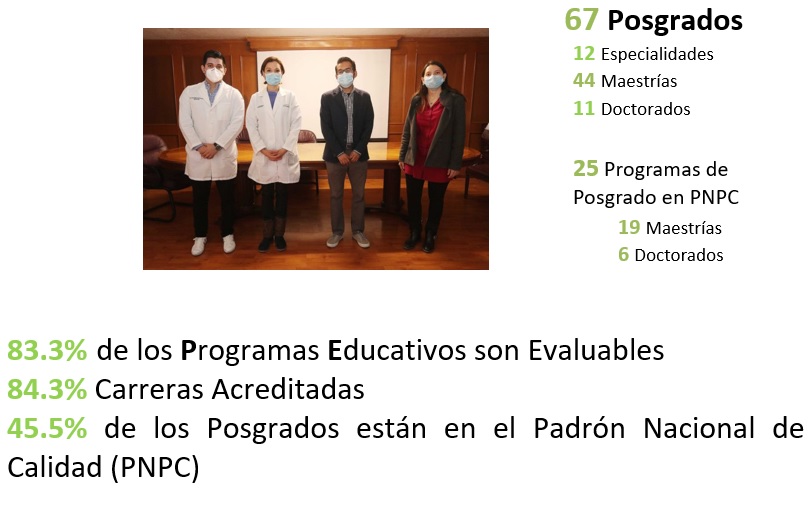 67 Posgrados
12 Especialidades
44 Maestrías
11 Doctorados
25 Programas de
Posgrado en PNPC
19 Maestrías
6 Doctorados
83.3% de los Programas Educativos son Evaluables
84.3% Carreras Acreditadas
45.5% de los Posgrados están en el Padrón Nacional de
Calidad (PNPC)